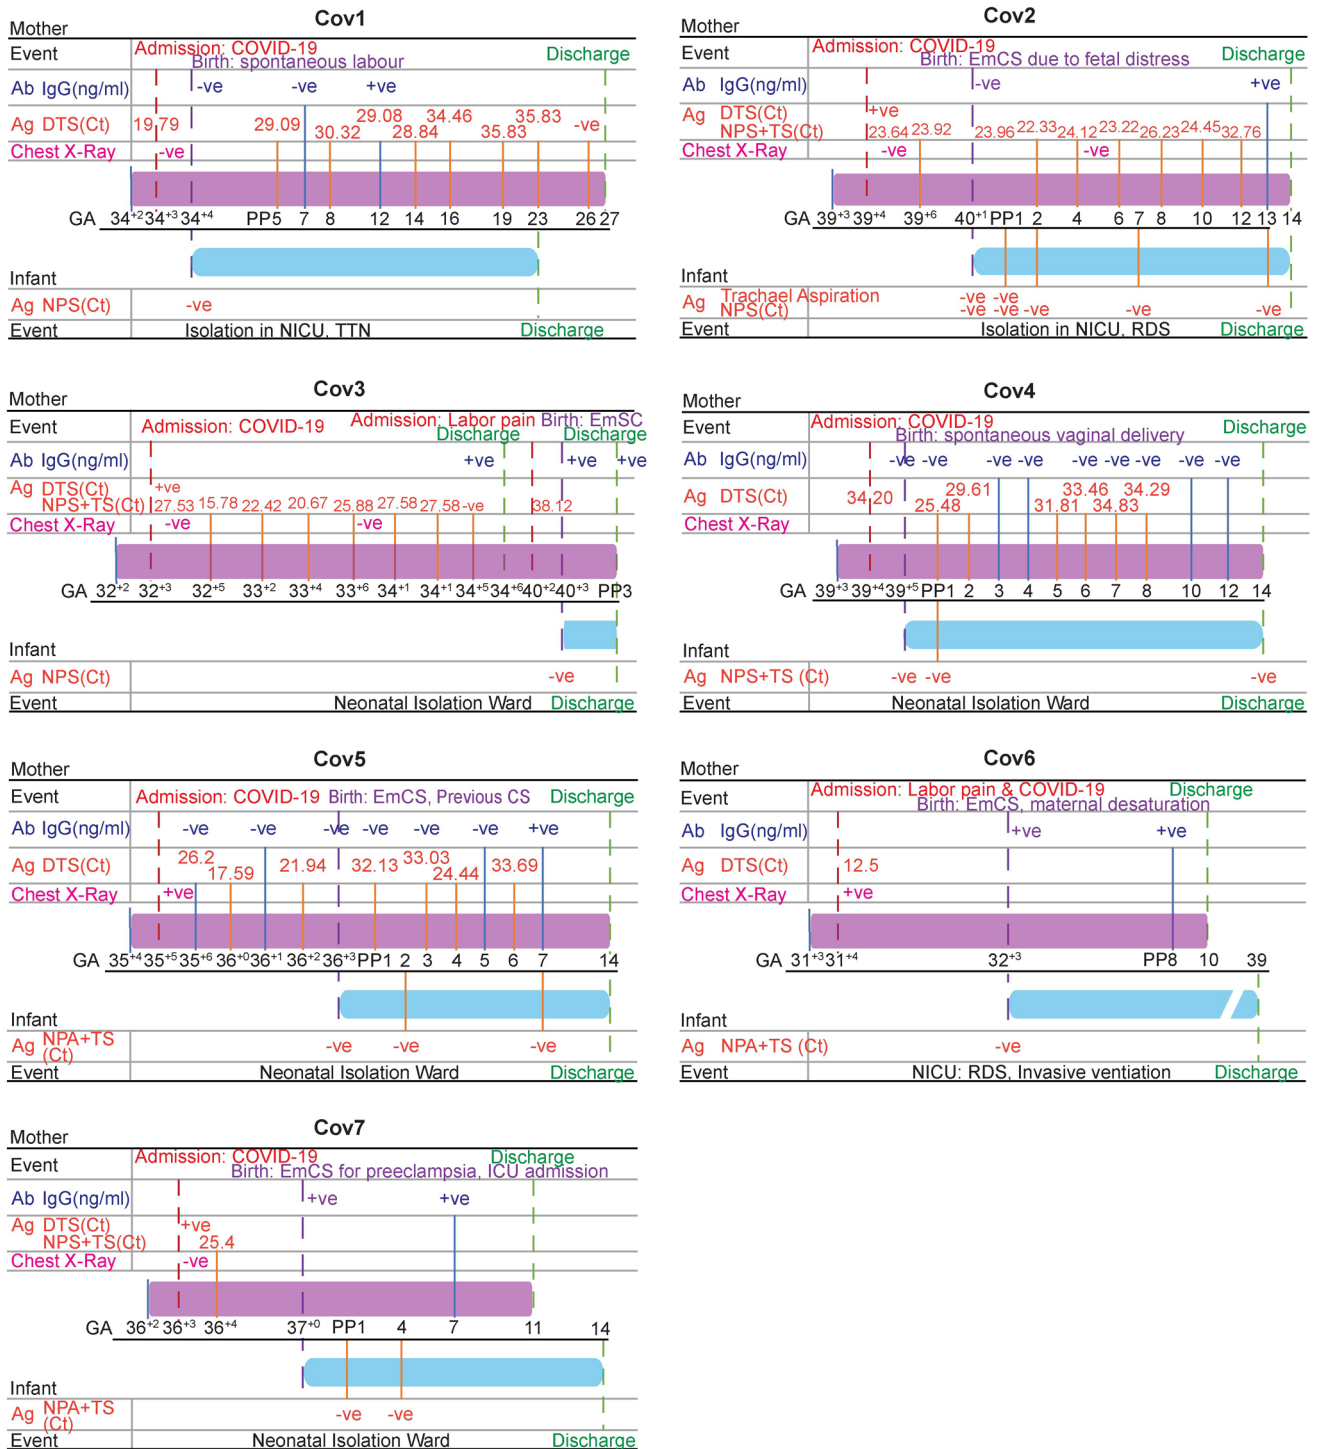 Cov1
Mother
Event Admission: COVID-19 Discharge
Birth: spontaneous labour
Ab IgG(ng/ml) -ve -ve +ve
Ag DTS(Ct) 19.79 29.09 30.32 29.08 28.84 34.46 35.83 35.83 -ve
Chest X-Ray -ve
GA 34+2 34+3 34+4 PP5 7 8 12 14 16 19 23 26 27
Infant
Ag NPS(Ct) -ve
Event Isolation in NICU, TTN Discharge
Cov2
Mother
Event Admission: COVID-19 Discharge
Birth: EmCS due to fetal distress
Ab IgG(ng/ml) -ve +ve
Ag DTS(Ct) +ve
NPS+TS(Ct) 23.64 23.92 23.96 22.33 24.12 23.22 26.23 24.45 32.76
Chest X-Ray -ve -ve
GA 39+3 39+4 39+6 40+1 PP1 2 4 6 7 8 10 12 13 14
Infant
Ag Trachael Aspiration -ve -ve
NPS(Ct) -ve -ve -ve -ve -ve
Event Isolation in NICU, RDS Discharge
Cov3
Mother
Event Admission: COVID-19 Admission: Labor pain Birth: EmSC
Discharge Discharge
Ab IgG(ng/ml) +ve +ve +ve
Ag DTS(Ct) +ve
NPS+TS(Ct) 27.53 15.78 22.42 20.67 25.88 27.58 27.58 -ve 38.12
Chest X-Ray -ve -ve
GA 32+2 32+3 32+5 33+2 33+4 33+6 34+1 34+1 34+5 34+6 40+2 40+3 PP3
Infant
Ag NPS(Ct) -ve
Event Neonatal Isolation Ward Discharge
Cov4
Mother
Event Admission: COVID-19 Discharge
Birth: spontaneous vaginal delivery
Ab IgG(ng/ml) -ve -ve -ve -ve -ve -ve -ve -ve -ve
Ag DTS(Ct) 34.20 25.48 29.61 31.81 33.46 34.83 34.29
Chest X-Ray
GA 39+3 39+4 39+5 PP1 2 3 4 5 6 7 8 10 12 14
Infant
Ag NPS+TS (Ct) -ve -ve -ve
Event Neonatal Isolation Ward Discharge
Cov5
Mother
Event Admission: COVID-19 Birth: EmCS, Previous CS Discharge
Ab IgG(ng/ml) -ve -ve -ve -ve -ve -ve +ve
Ag DTS(Ct) 26.2 17.59 21.94 32.13 33.03 24.44 33.69
Chest X-Ray +ve
GA 35+4 35+5 35+6 36+0 36+1 36+2 36+3 PP1 2 3 4 5 6 7 14
Infant
Ag NPA+TS (Ct) -ve -ve -ve
Event Neonatal Isolation Ward Discharge
Cov6
Mother
Event Admission: Labor pain & COVID-19 Discharge
Birth: EmCS, maternal desaturation
Ab IgG(ng/ml) +ve +ve
Ag DTS(Ct) 12.5
Chest X-Ray +ve
GA 31+3 31+4 32+3 PP8 10 39
Infant
Ag NPA+TS (Ct) -ve
Event NICU: RDS, Invasive ventiation Discharge
Cov7
Mother
Event Admission: COVID-19 Discharge
Birth: EmCS for preeclampsia, ICU admission
Ab IgG(ng/ml) +ve +ve
Ag DTS(Ct) +ve
NPS+TS(Ct) 25.4
Chest X-Ray -ve
GA 36+2 36+3 36+4 37+0 PP1 4 7 11 14
Infant
Ag NPA+TS (Ct) -ve -ve
Event Neonatal Isolation Ward Discharge